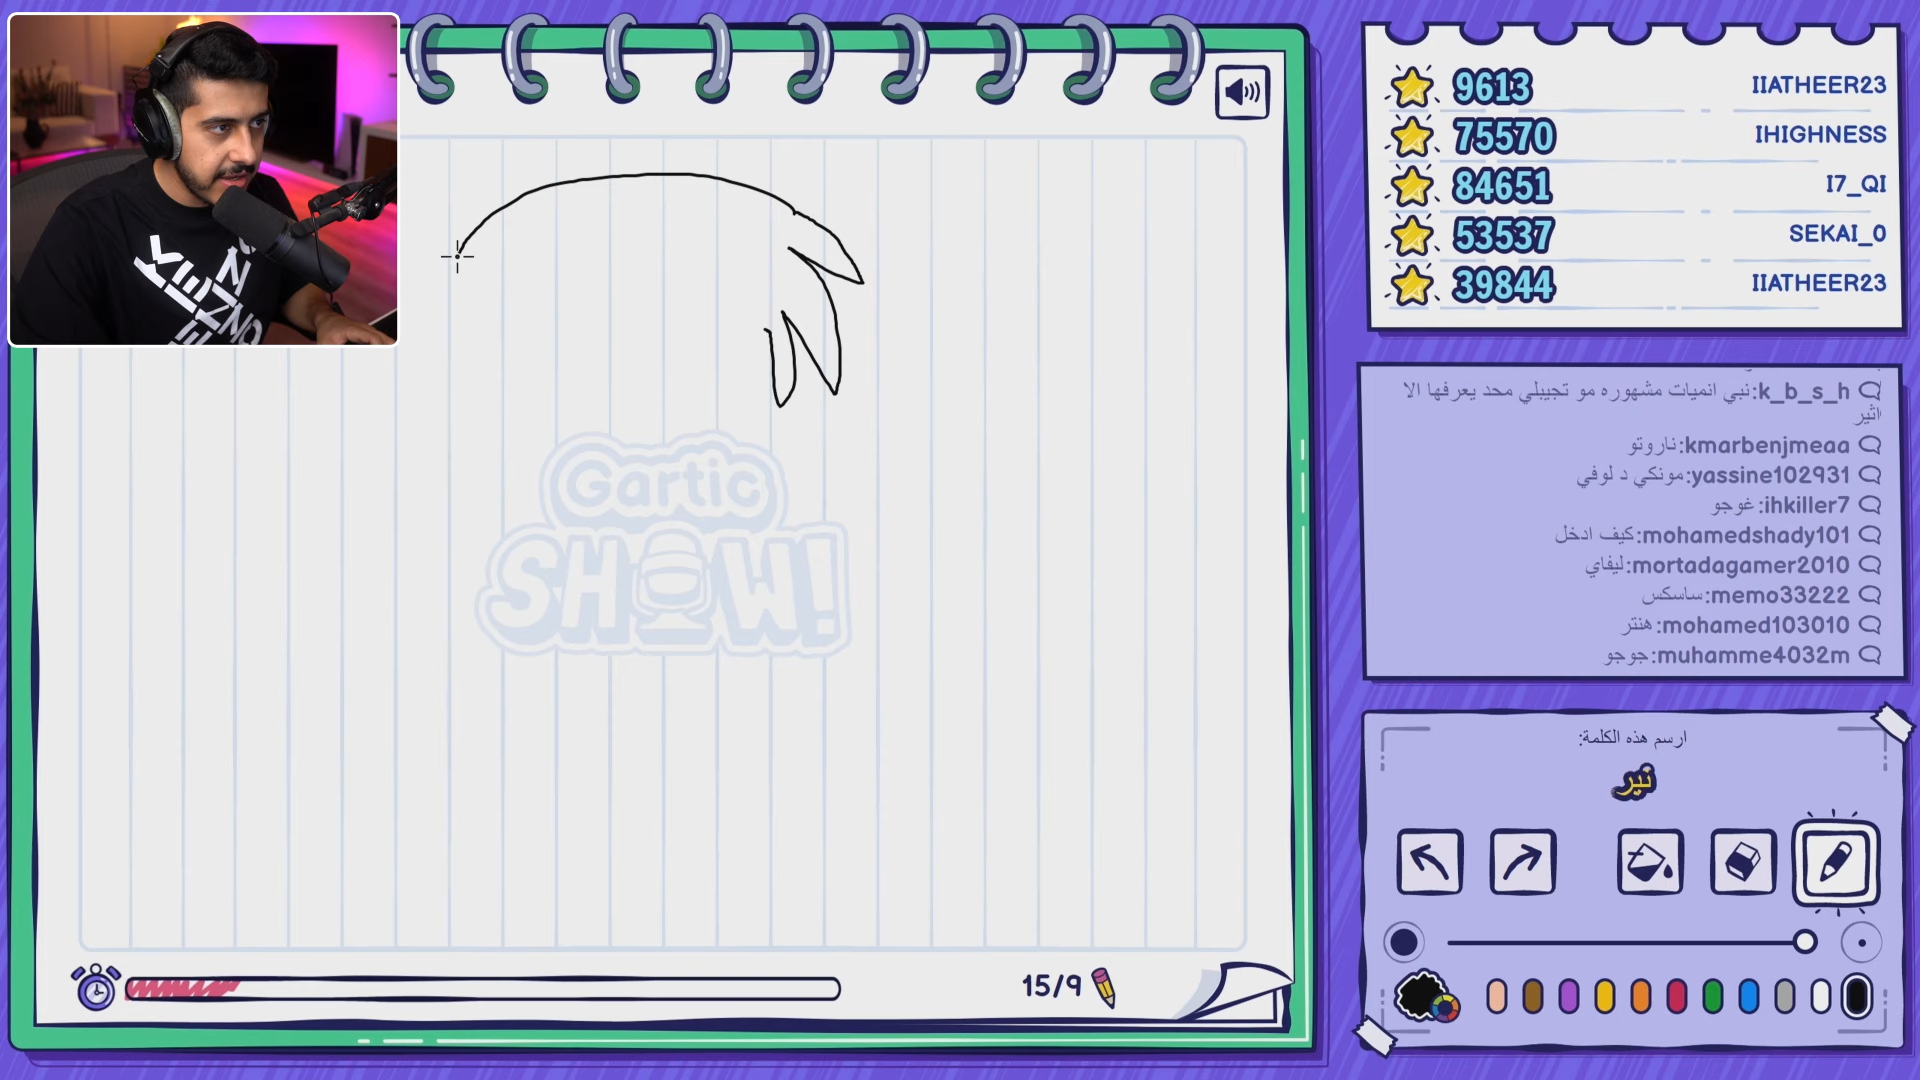 9613 IIATHEER23
75570 IHIGHNESS
84651 I7_QI
53537 SEKAI_0
39844 IIATHEER23
k_b_s_h:نبي انميات مشهوره مو تجيبلي محد يعرفها الا
اثير
kmarbenjmeaa:ناروتو
yassine102931:مونكي د لوفي
ihkiller7:غوجو
mohamedshady101:كيف ادخل
mortadagamer2010:ليفاي
memo33222:ساسكس
mohamed103010:هنتر
muhamme4032m:جوجو
Gartic
SHOW!
ارسم هذه الكلمة:
نير
15/9